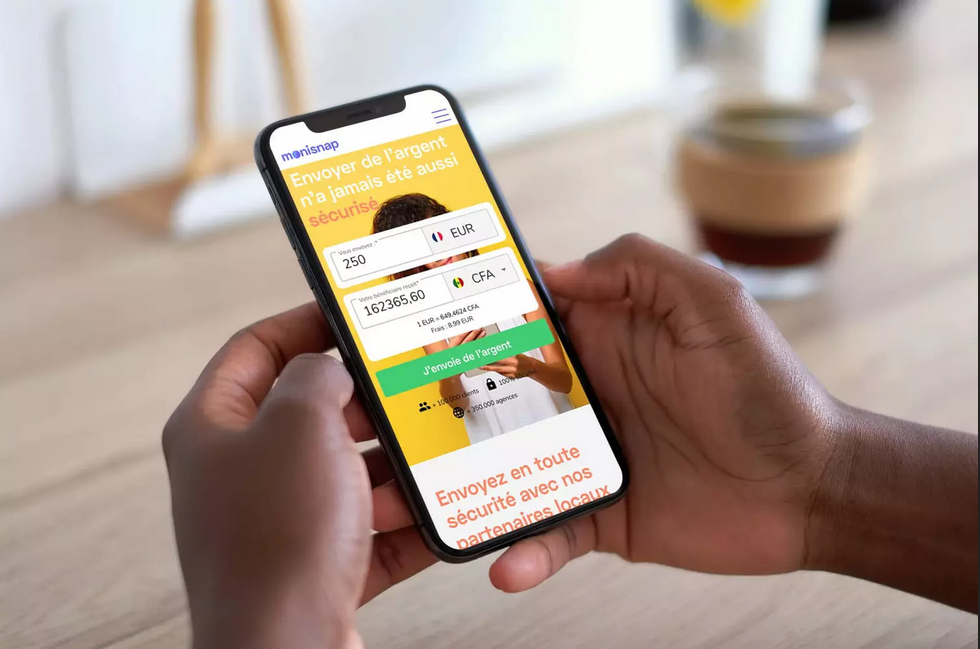 monisnap
Envoyer de l'argent
n'a jamais été aussi
sécurisé
Vous envoyez *
250
EUR
Votre bénéficiaire reçoit*
162365,60
CFA
1 EUR = 649.4624 CFA
Frais : 8.99 EUR
J'envoie de l'argent
+ 100.000 clients
100%
+ 350.000 agences
Envoyez en toute
sécurité avec nos
partenaires locaux